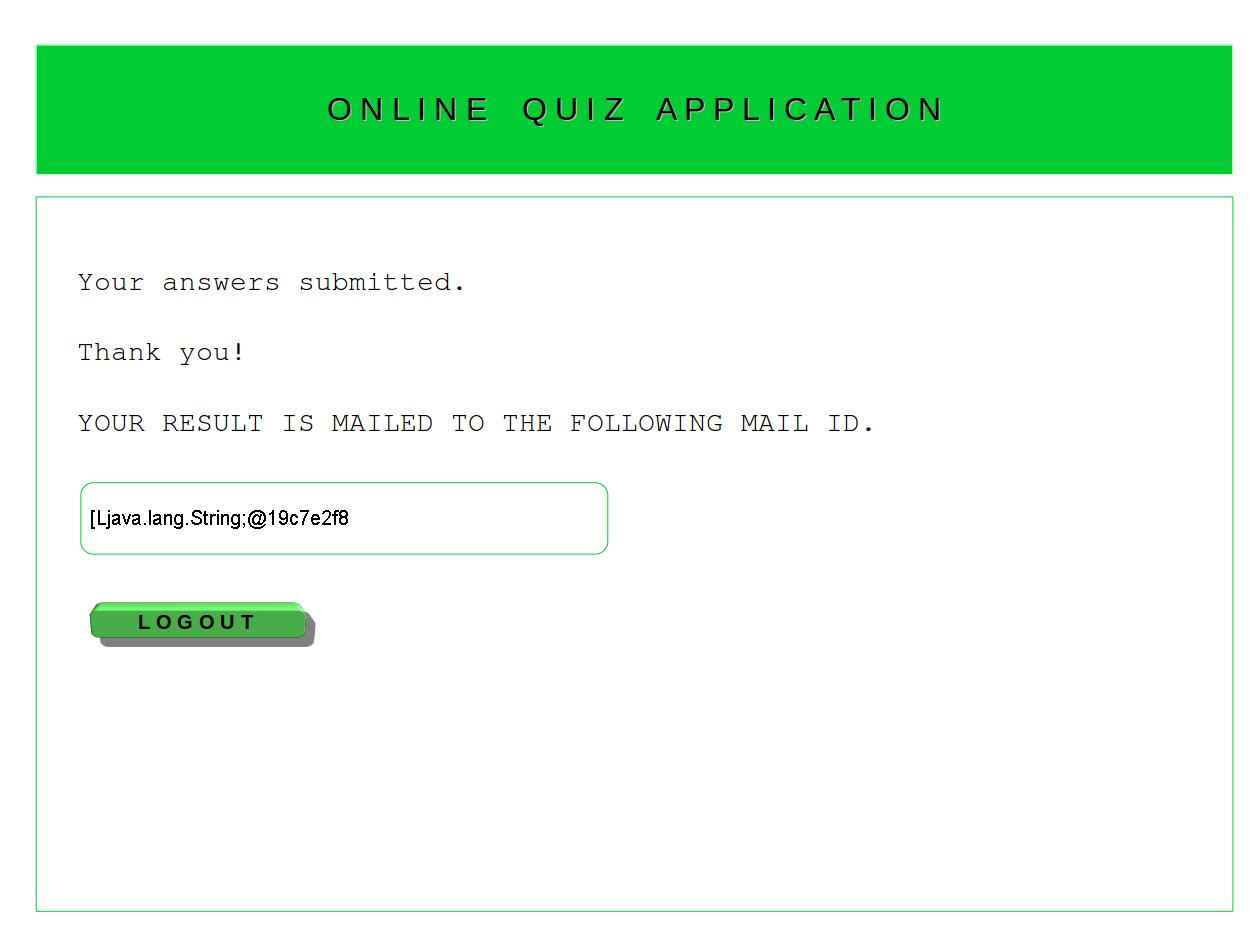 ONLINE QUIZ APPLICATION
Your answers submitted.
Thank you!
YOUR RESULT IS MAILED TO THE FOLLOWING MAIL ID.
[Ljava.lang.String;@19c7e2f8
LOGOUT